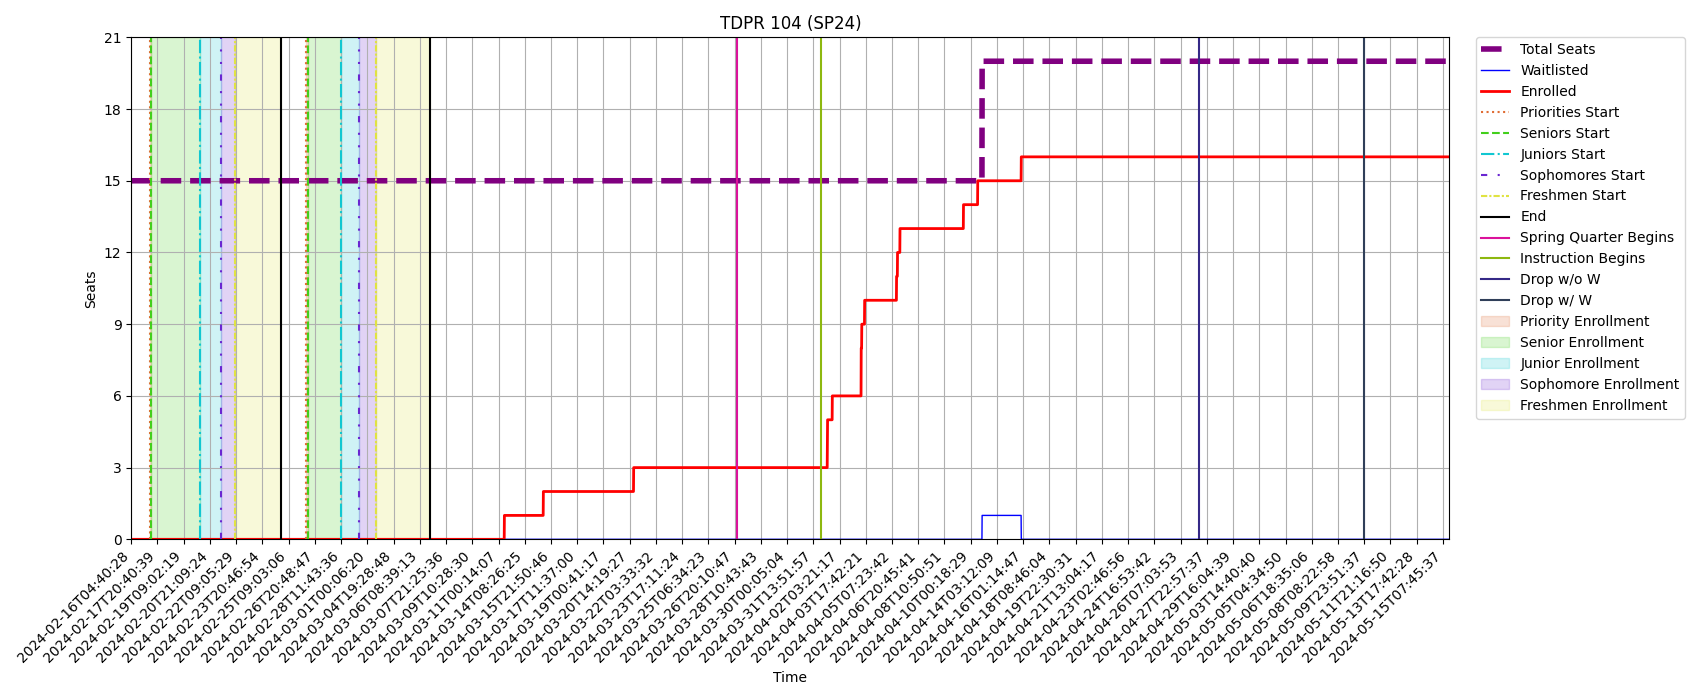 TDPR 104 (SP24)
21
18
15
12
9
6
3
0
Seats
2024-02-16T04:40:28
2024-02-17T20:40:39
2024-02-19T09:02:19
2024-02-20T21:09:24
2024-02-22T09:05:29
2024-02-23T20:46:54
2024-02-25T09:03:06
2024-02-26T20:48:47
2024-02-28T11:43:36
2024-03-01T00:06:20
2024-03-04T19:28:48
2024-03-06T08:39:13
2024-03-07T21:25:36
2024-03-09T10:28:30
2024-03-11T00:14:07
2024-03-14T08:26:25
2024-03-15T21:50:46
2024-03-17T11:37:00
2024-03-19T00:41:17
2024-03-20T14:19:27
2024-03-22T03:33:32
2024-03-23T17:11:24
2024-03-25T06:34:23
2024-03-26T20:10:47
2024-03-28T10:43:43
2024-03-30T00:05:04
2024-03-31T13:51:57
2024-04-02T03:21:17
2024-04-03T17:42:21
2024-04-05T07:23:42
2024-04-06T20:45:41
2024-04-08T10:50:51
2024-04-10T00:18:29
2024-04-14T03:12:09
2024-04-16T01:14:47
2024-04-18T08:46:04
2024-04-19T22:30:31
2024-04-21T13:04:17
2024-04-23T02:46:56
2024-04-24T16:53:42
2024-04-26T07:03:53
2024-04-27T22:57:37
2024-04-29T16:04:39
2024-05-03T14:40:40
2024-05-05T04:34:50
2024-05-06T18:35:06
2024-05-08T08:22:58
2024-05-09T23:51:37
2024-05-11T21:16:50
2024-05-13T17:42:28
2024-05-15T07:45:37
Time
Total Seats
Waitlisted
Enrolled
Priorities Start
Seniors Start
Juniors Start
Sophomores Start
Freshmen Start
End
Spring Quarter Begins
Instruction Begins
Drop w/o W
Drop w/ W
Priority Enrollment
Senior Enrollment
Junior Enrollment
Sophomore Enrollment
Freshmen Enrollment